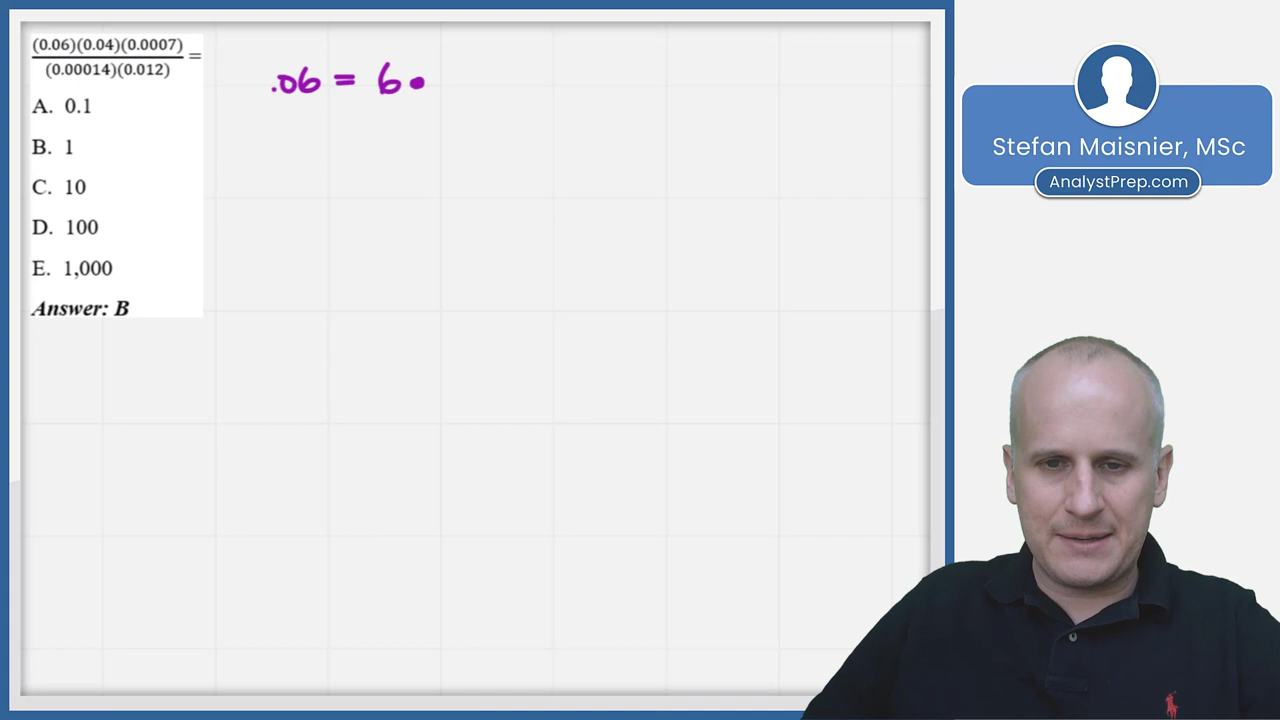 (0.06)(0.04)(0.0007)
(0.00014)(0.012)
=
A. 0.1
B. 1
C. 10
D. 100
E. 1,000
Answer: B
.06 = 6 •
Stefan Maisnier, MSc
AnalystPrep.com